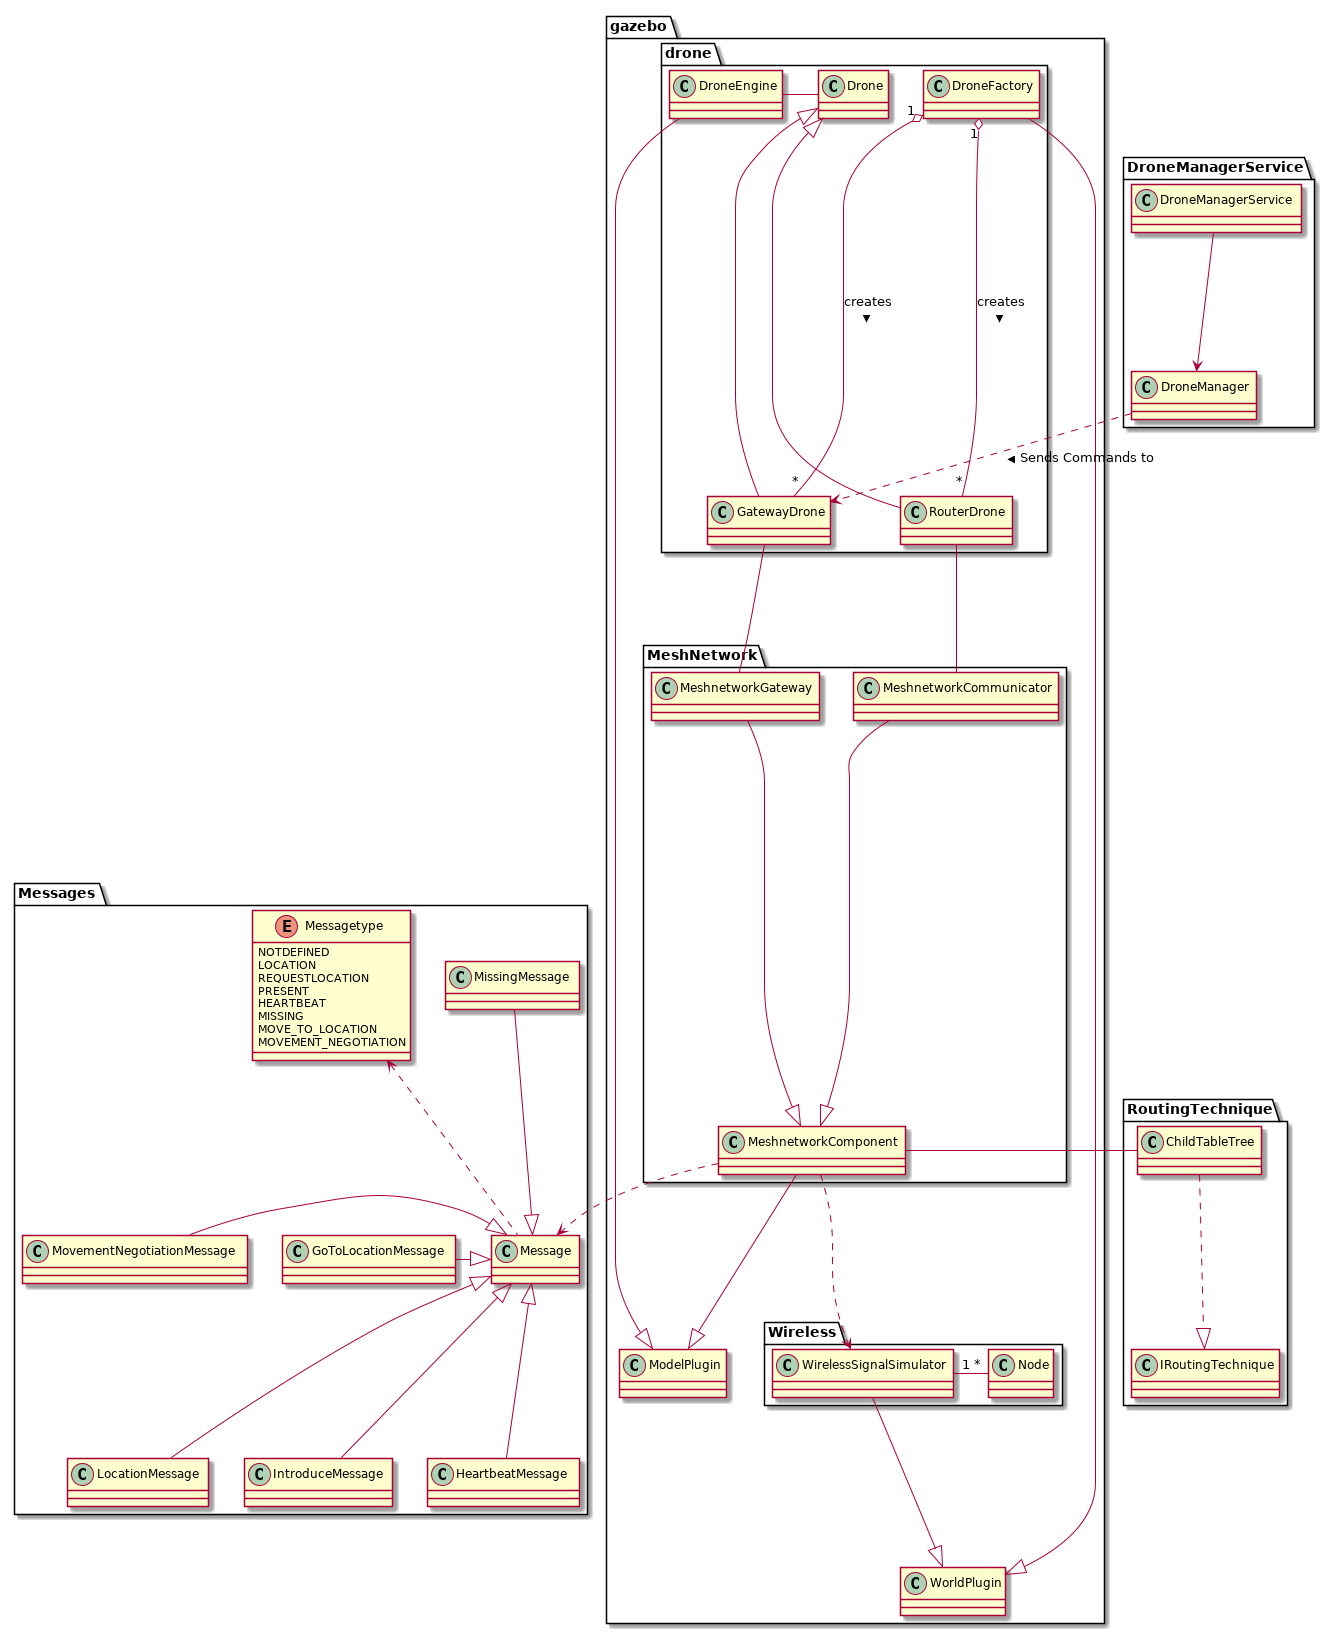 gazebo
drone
C DroneEngine
C Drone
C DroneFactory
1
1
DroneManagerService
C DroneManagerService
creates
▼
creates
▼
C DroneManager
◄ Sends Commands to
*
*
C GatewayDrone
C RouterDrone
MeshNetwork
C MeshnetworkGateway
C MeshnetworkCommunicator
Messages
E Messagetype
NOTDEFINED
LOCATION
REQUESTLOCATION
PRESENT
HEARTBEAT
MISSING
MOVE_TO_LOCATION
MOVEMENT_NEGOTIATION
C MissingMessage
RoutingTechnique
C MeshnetworkComponent
C ChildTableTree
C MovementNegotiationMessage
C GoToLocationMessage
C Message
Wireless
C ModelPlugin
C WirelessSignalSimulator
1 *
C Node
C IRoutingTechnique
C LocationMessage
C IntroduceMessage
C HeartbeatMessage
C WorldPlugin